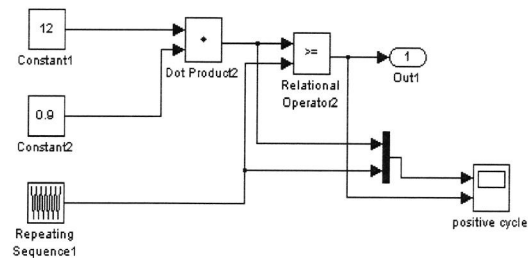 12
Constant1
Dot Product2
>=
Relational
Operator2
1
Out1
0.9
Constant2
Repeating
Sequence1
positive cycle